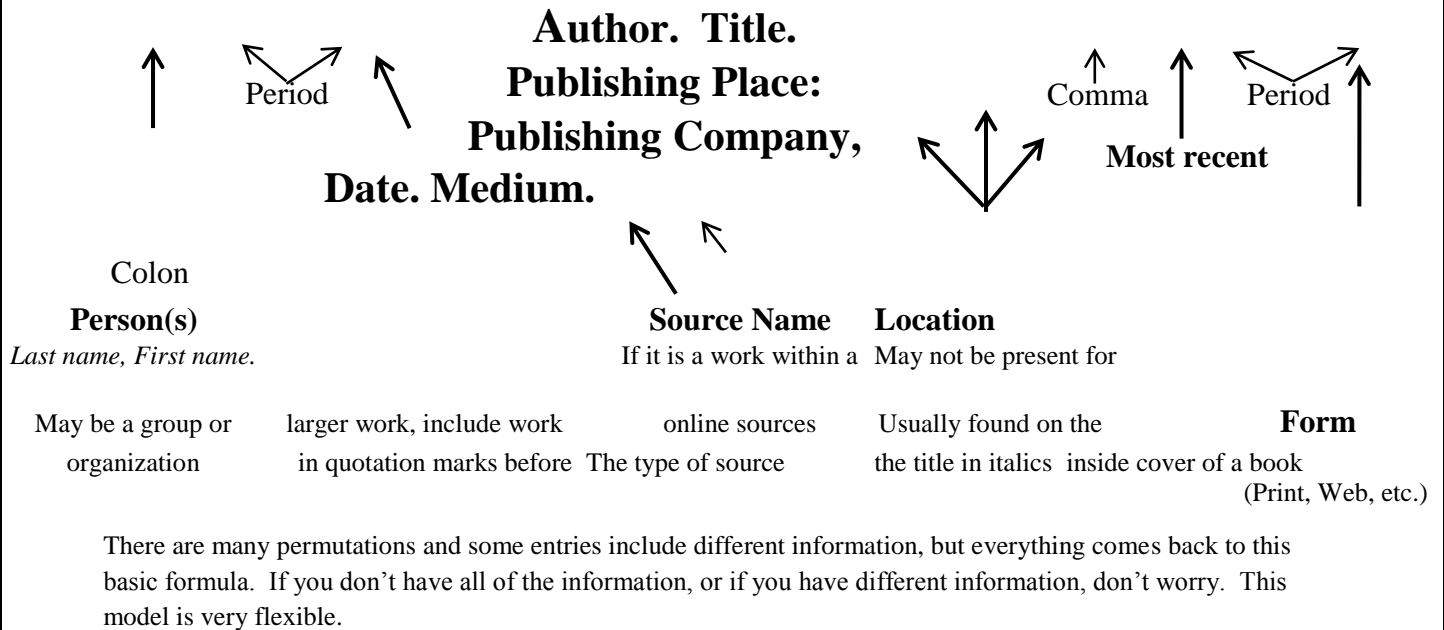 Author. Title.
Period
Publishing Place:
Comma
Period
Publishing Company,
Most recent
Date. Medium.
Colon
Person(s)
Source Name
Location
Last name, First name.
If it is a work within a
May not be present for
May be a group or larger work, include work online sources Usually found on the Form
organization in quotation marks before The type of source the title in italics inside cover of a book
(Print, Web, etc.)
There are many permutations and some entries include different information, but everything comes back to this
basic formula. If you don’t have all of the information, or if you have different information, don’t worry. This
model is very flexible.